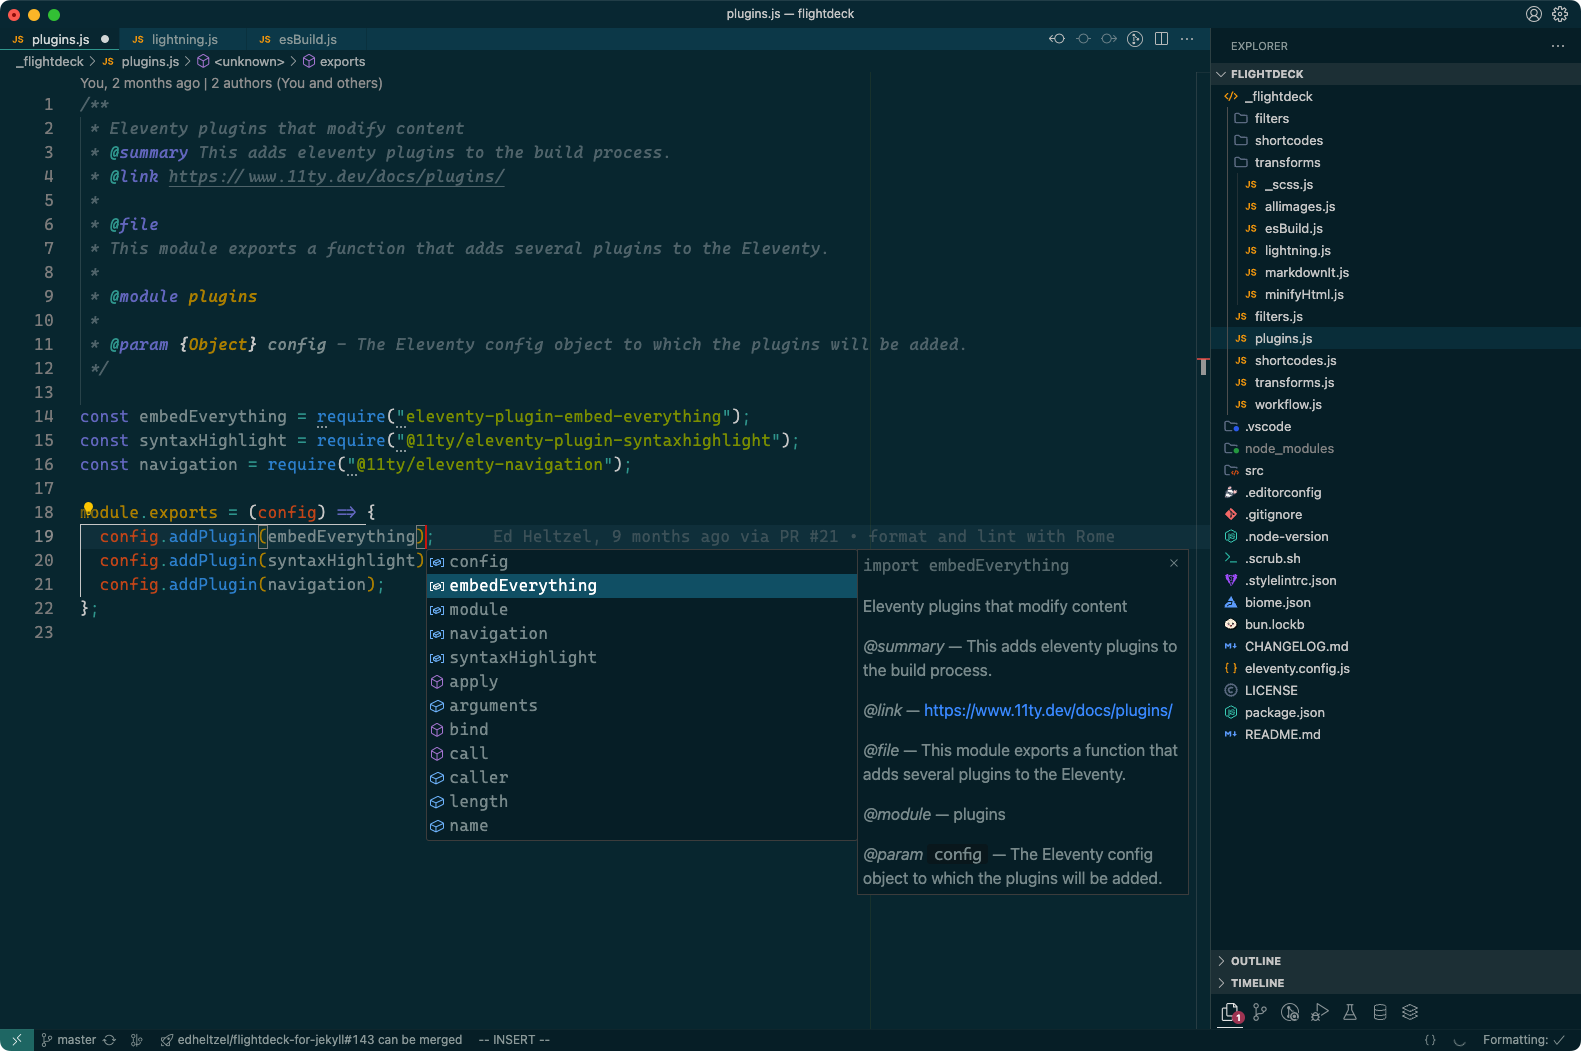 plugins.js — flightdeck
JS plugins.js
JS lightning.js
JS esBuild.js
_flightdeck > JS plugins.js > <unknown> > exports
You, 2 months ago | 2 authors (You and others)
1 /**
2 * Eleventy plugins that modify content
3 * @summary This adds eleventy plugins to the build process.
4 * @link https://www.11ty.dev/docs/plugins/
5 *
6 * @file
7 * This module exports a function that adds several plugins to the Eleventy.
8 *
9 * @module plugins
10 *
11 * @param {Object} config - The Eleventy config object to which the plugins will be added.
12 */
13
14 const embedEverything = require("eleventy-plugin-embed-everything");
15 const syntaxHighlight = require("@11ty/eleventy-plugin-syntaxhighlight");
16 const navigation = require("@11ty/eleventy-navigation");
17
18 module.exports = (config) => {
19 config.addPlugin(embedEverything); Ed Heltzel, 9 months ago via PR #21 • format and lint with Rome
20 config.addPlugin(syntaxHighlight)
21 config.addPlugin(navigation);
22 };
23
config
embedEverything
module
navigation
syntaxHighlight
apply
arguments
bind
call
caller
length
name
import embedEverything
Eleventy plugins that modify content
@summary — This adds eleventy plugins to
the build process.
@link — https://www.11ty.dev/docs/plugins/
@file — This module exports a function that
adds several plugins to the Eleventy.
@module — plugins
@param config — The Eleventy config
object to which the plugins will be added.
EXPLORER
FLIGHTDECK
_flightdeck
filters
shortcodes
transforms
JS _scss.js
JS allimages.js
JS esBuild.js
JS lightning.js
JS markdownIt.js
JS minifyHtml.js
JS filters.js
JS plugins.js
JS shortcodes.js
JS transforms.js
JS workflow.js
.vscode
node_modules
src
.editorconfig
.gitignore
.node-version
.scrub.sh
.stylelintrc.json
biome.json
bun.lockb
CHANGELOG.md
eleventy.config.js
LICENSE
package.json
README.md
OUTLINE
TIMELINE
1
master
edheltzel/flightdeck-for-jekyll#143 can be merged
-- INSERT --
{ }
Formatting: ✓